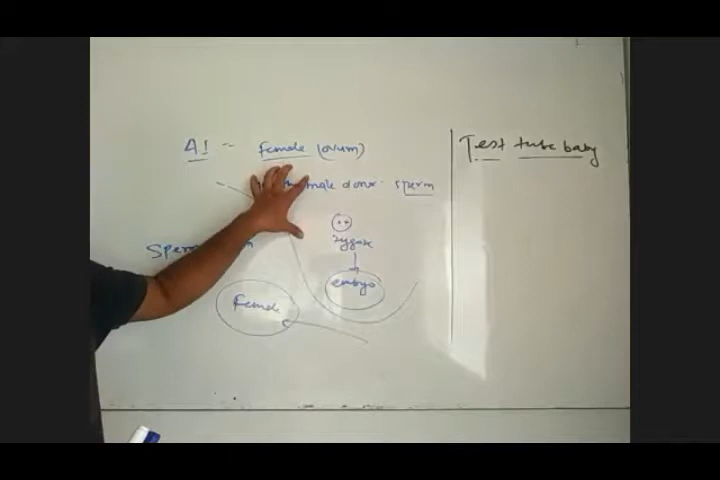 AI - Female (ovum)
male donor sperm
zygote
embryo
Female
Test tube baby